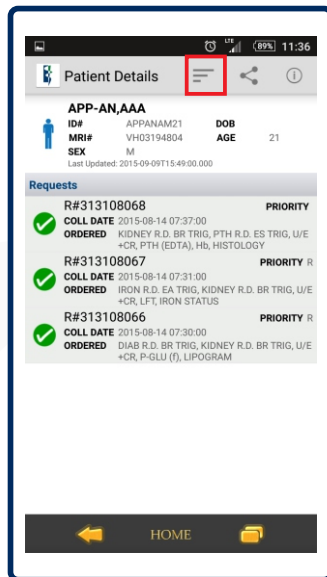 LTE 89% 11:36
Patient Details
APP-AN,AAA
ID# APPANAM21 DOB
MRI# VH03194804 AGE 21
SEX M
Last Updated: 2015-09-09T15:49:00.000
Requests
R#313108068 PRIORITY
COLL DATE 2015-08-14 07:37:00
ORDERED KIDNEY R.D. BR TRIG, PTH R.D. ES TRIG, U/E
+CR, PTH (EDTA), Hb, HISTOLOGY
R#313108067 PRIORITY R
COLL DATE 2015-08-14 07:31:00
ORDERED IRON R.D. EA TRIG, KIDNEY R.D. BR TRIG, U/E
+CR, LFT, IRON STATUS
R#313108066 PRIORITY R
COLL DATE 2015-08-14 07:30:00
ORDERED DIAB R.D. BR TRIG, KIDNEY R.D. BR TRIG, U/E
+CR, P-GLU (f), LIPOGRAM
HOME